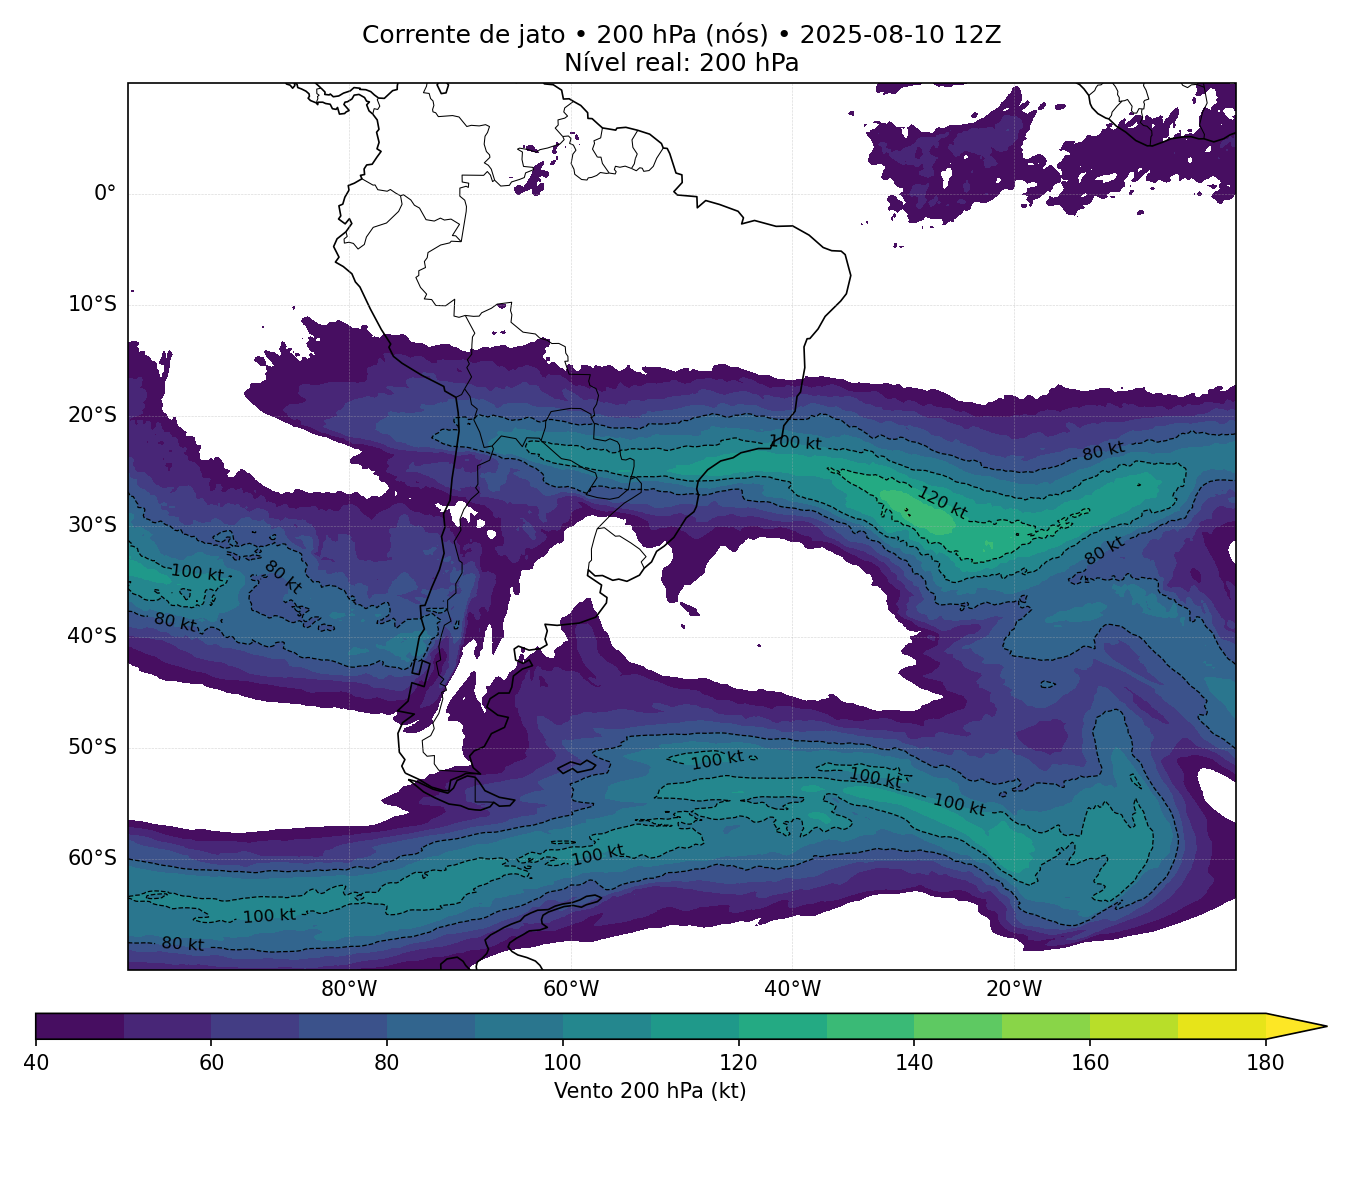 Corrente de jato • 200 hPa (nós) • 2025-08-10 12Z
Nível real: 200 hPa
0°
10°S
20°S
30°S
40°S
50°S
60°S
100 kt
80 kt
120 kt
80 kt
100 kt
80 kt
80 kt
100 kt
100 kt
100 kt
100 kt
100 kt
80 kt
80°W
60°W
40°W
20°W
40
60
80
100
120
140
160
180
Vento 200 hPa (kt)